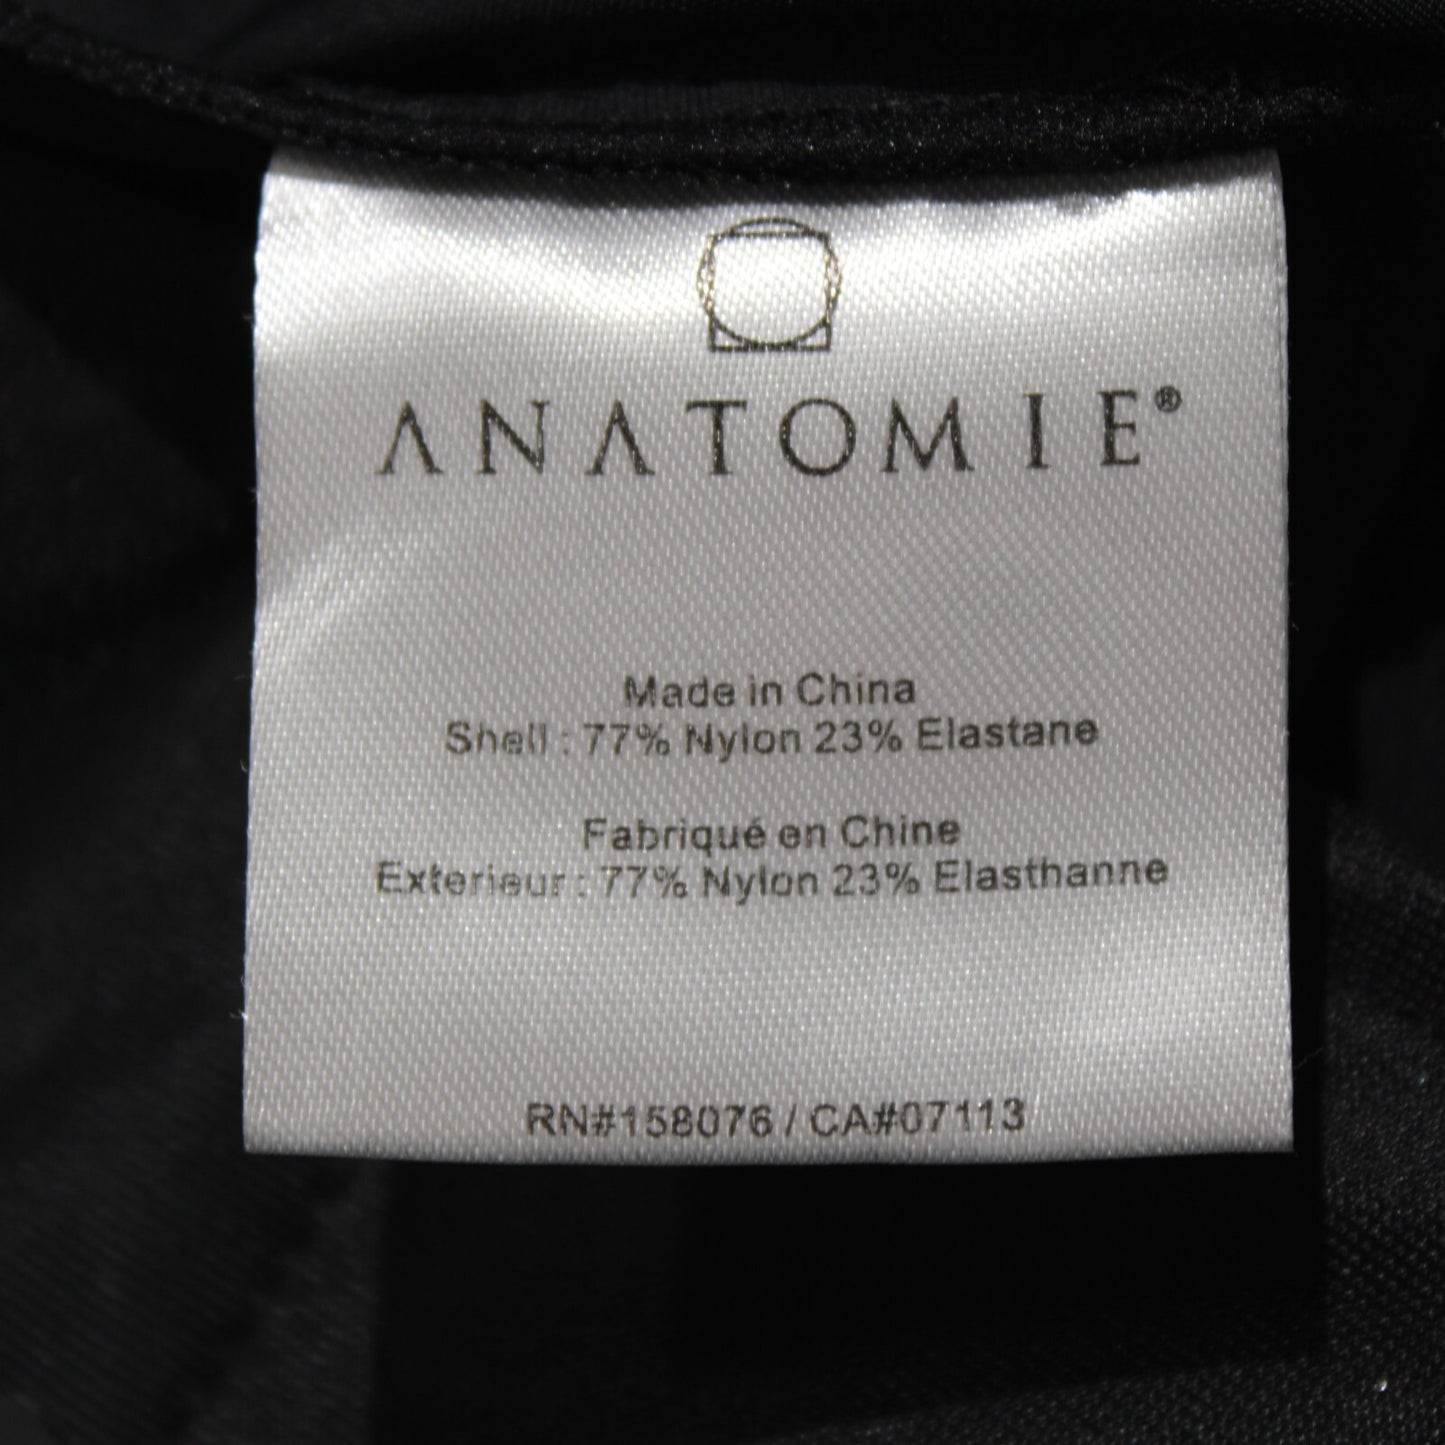 ANATOMIE®
Made in China
Shell : 77% Nylon 23% Elastane
Fabriqué en Chine
Exterieur : 77% Nylon 23% Elasthanne
RN#158076 / CA#07113